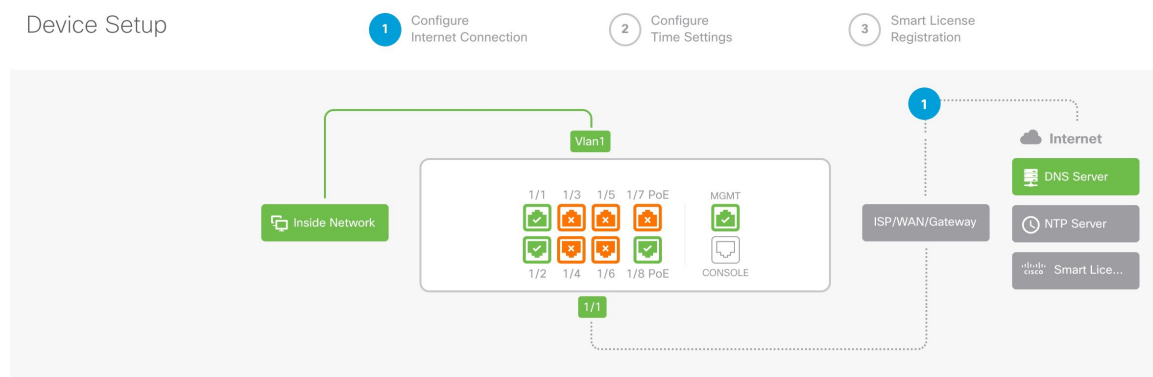 Device Setup
1
Configure
Internet Connection
2
Configure
Time Settings
3
Smart License
Registration
1
Internet
Vlan1
DNS Server
1/1 1/3 1/5 1/7 PoE
MGMT
Inside Network
ISP/WAN/Gateway
NTP Server
1/2 1/4 1/6 1/8 PoE
CONSOLE
cisco
Smart Lice...
1/1